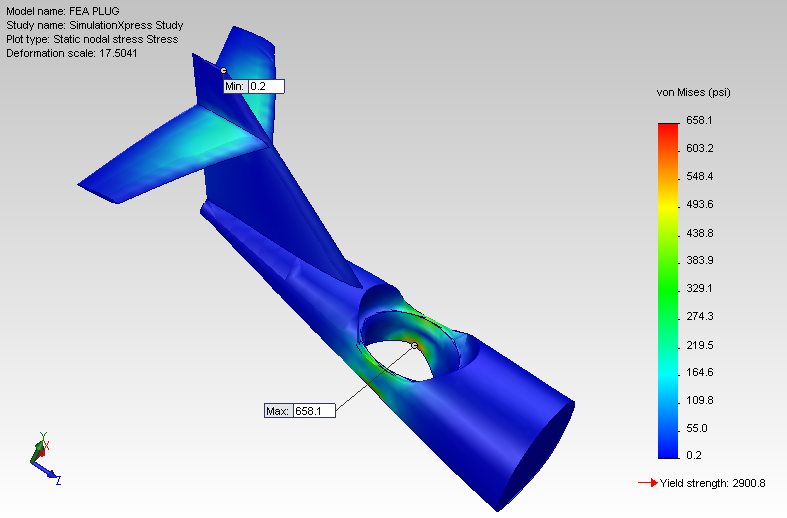 Model name: FEA PLUG
Study name: SimulationXpress Study
Plot type: Static nodal stress Stress
Deformation scale: 17.5041
Min: 0.2
von Mises (psi)
658.1
603.2
548.4
493.6
438.8
383.9
329.1
274.3
219.5
164.6
109.8
55.0
0.2
Max: 658.1
Yield strength: 2900.8
Y
X
Z